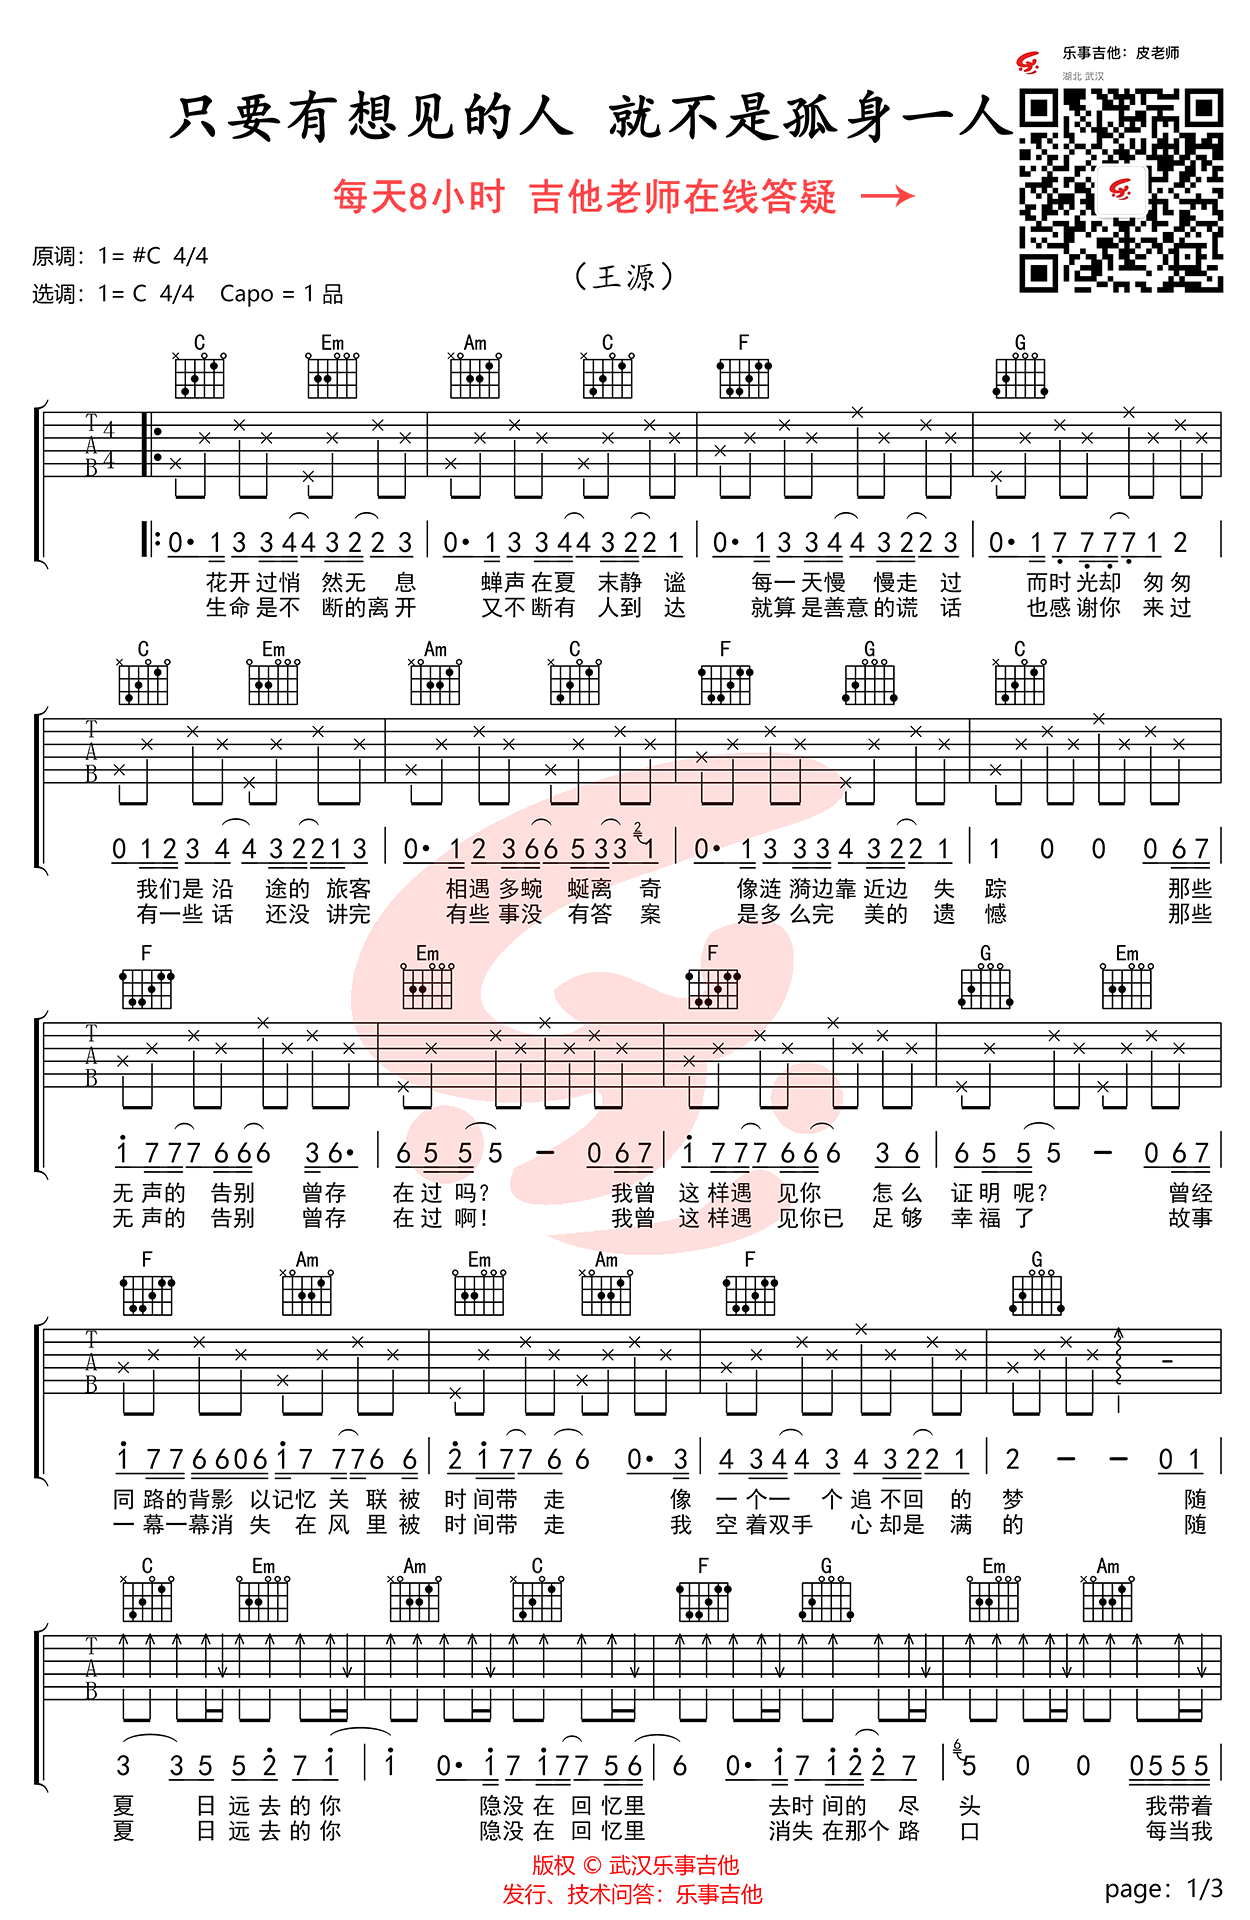 乐事吉他：皮老师
湖北 武汉
只要有想见的人 就不是孤身一人
每天8小时 吉他老师在线答疑 →
原调：1= #C 4/4
（王源）
选调：1= C 4/4 Capo = 1 品
C Em Am C F G
T A B 4 4
0· 1 3 3 4 4 3 2 2 3 0· 1 3 3 4 4 3 2 2 1 0· 1 3 3 4 4 3 2 2 3 0· 1 7 7 7 7 1 2
花开过悄 然无 息 蝉声在夏 末静 谧 每一天慢 慢走 过 而时光却 匆匆
生命是不 断的离开 又不断有 人到 达 就算是善意的谎 话 也感谢你 来过
C Em Am C F G C
T A B
0 1 2 3 4 4 3 2 2 1 3 0· 1 2 3 6 6 5 3 3 2 1 0· 1 3 3 3 4 3 2 2 1 1 0 0 0 6 7
我们是 沿 途的 旅客 相遇多蜿 蜒离 奇 像涟漪边靠近边 失 踪 那些
有一些 话 还没 讲完 有些事没 有答 案 是多么完 美的 遗 憾 那些
F Em F G Em
T A B
1 7 7 7 6 6 6 3 6· 6 5 5 5 - 0 6 7 1 7 7 7 6 6 6 3 6 6 5 5 5 - 0 6 7
无声的 告别 曾存 在过吗？ 我曾 这样遇 见你 怎么 证明呢？ 曾经
无声的 告别 曾存 在过啊！ 我曾 这样遇 见你已 足够 幸福了 故事
F Am Em Am F G
T A B
1 7 7 6 6 0 6 1 7 7 7 6 6 2 1 7 7 6 6 0· 3 4 3 4 4 3 4 3 2 2 1 2 - - 0 1
同路的背影 以记忆 关 联被 时间带 走 像 一个一 个追不回 的 梦 随
一幕一幕消 失 在 风 里被 时间带 走 我 空着双手 心却是 满 的 随
C Em Am C F G Em Am
T A B
3 3 5 5 2 7 1 1 0· 1 7 1 7 7 5 6 6 0· 1 7 1 2 2 7 6 5 0 0 0 5 5 5
夏 日远去的你 隐没在 回忆里 去时间的 尽 头 我带着
夏 日远去的你 隐没在 回忆里 消失在那个路 口 每当我
版权 © 武汉乐事吉他
发行、技术问答：乐事吉他
page：1/3